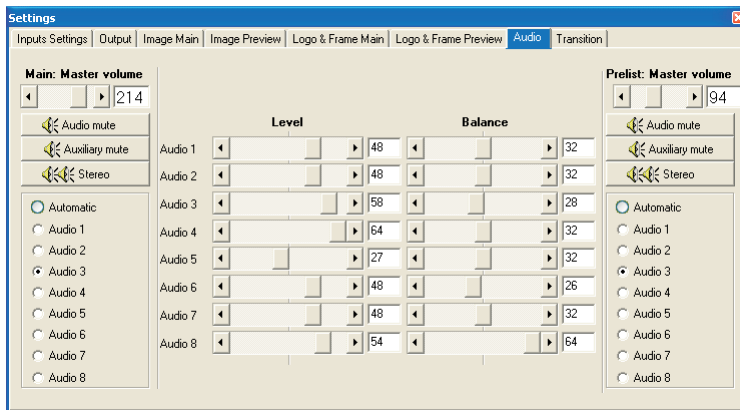 Settings
Inputs Settings Output Image Main Image Preview Logo & Frame Main Logo & Frame Preview Audio Transition
Main: Master volume
214
Audio mute
Auxiliary mute
Stereo
Automatic
Audio 1
Audio 2
Audio 3
Audio 4
Audio 5
Audio 6
Audio 7
Audio 8
Level Balance
Audio 1 48 32
Audio 2 48 32
Audio 3 58 28
Audio 4 64 32
Audio 5 27 32
Audio 6 48 26
Audio 7 48 32
Audio 8 54 64
Prelist: Master volume
94
Audio mute
Auxiliary mute
Stereo
Automatic
Audio 1
Audio 2
Audio 3
Audio 4
Audio 5
Audio 6
Audio 7
Audio 8